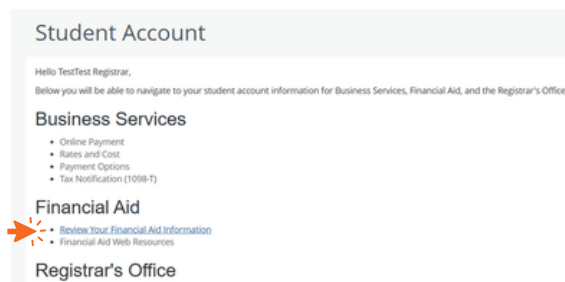 Student Account
Hello TestTest Registrar,
Below you will be able to navigate to your student account information for Business Services, Financial Aid, and the Registrar's Office
Business Services
• Online Payment
• Rates and Cost
• Payment Options
• Tax Notification (1098-T)
Financial Aid
• Review Your Financial Aid Information
• Financial Aid Web Resources
Registrar's Office